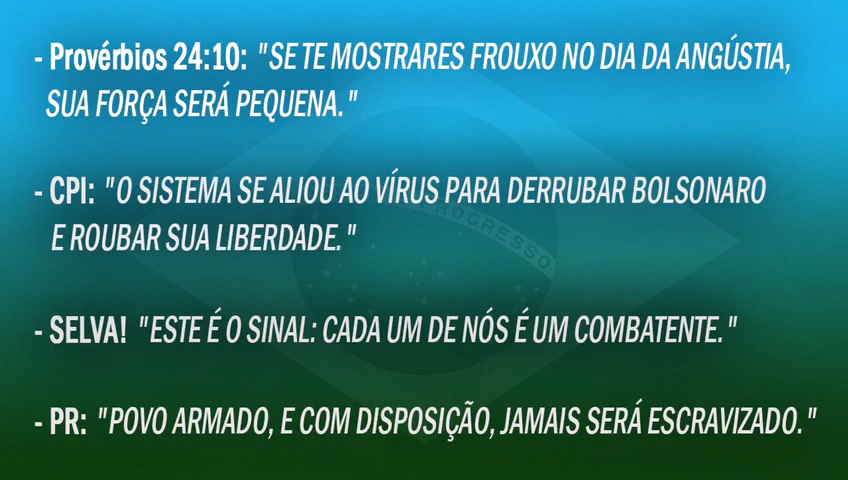 - Provérbios 24:10: "SE TE MOSTRARES FROUXO NO DIA DA ANGÚSTIA,
SUA FORÇA SERÁ PEQUENA."
- CPI: "O SISTEMA SE ALIOU AO VÍRUS PARA DERRUBAR BOLSONARO
E ROUBAR SUA LIBERDADE."
PROGRESSO
- SELVA! "ESTE É O SINAL: CADA UM DE NÓS É UM COMBATENTE."
- PR: "POVO ARMADO, E COM DISPOSIÇÃO, JAMAIS SERÁ ESCRAVIZADO."